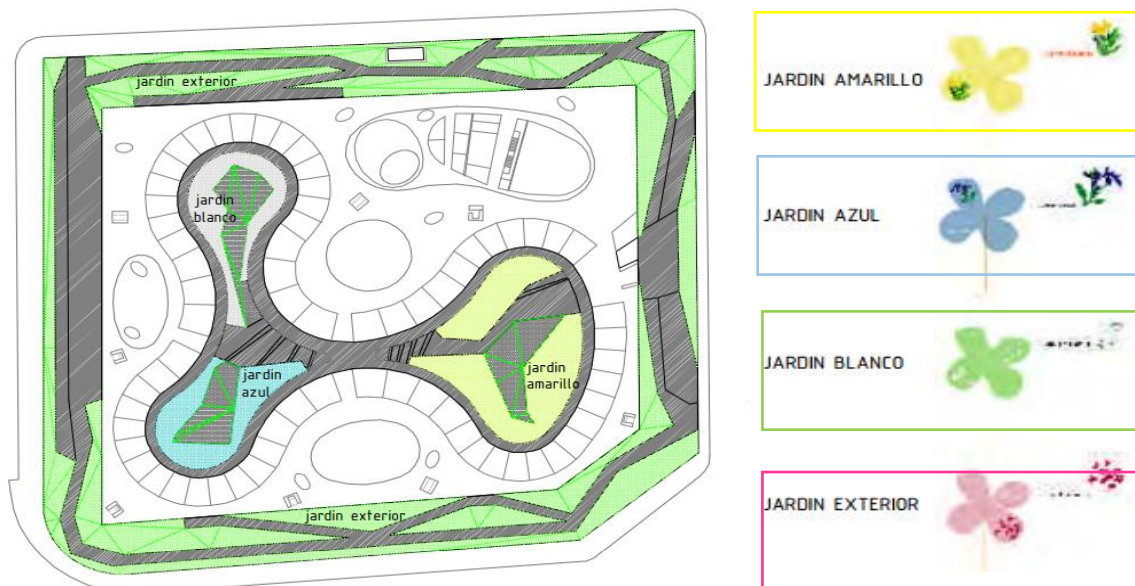 jardin exterior
jardin
blanco
jardin
azul
jardin
amarillo
jardin exterior
JARDIN AMARILLO
JARDIN AZUL
JARDIN BLANCO
JARDIN EXTERIOR